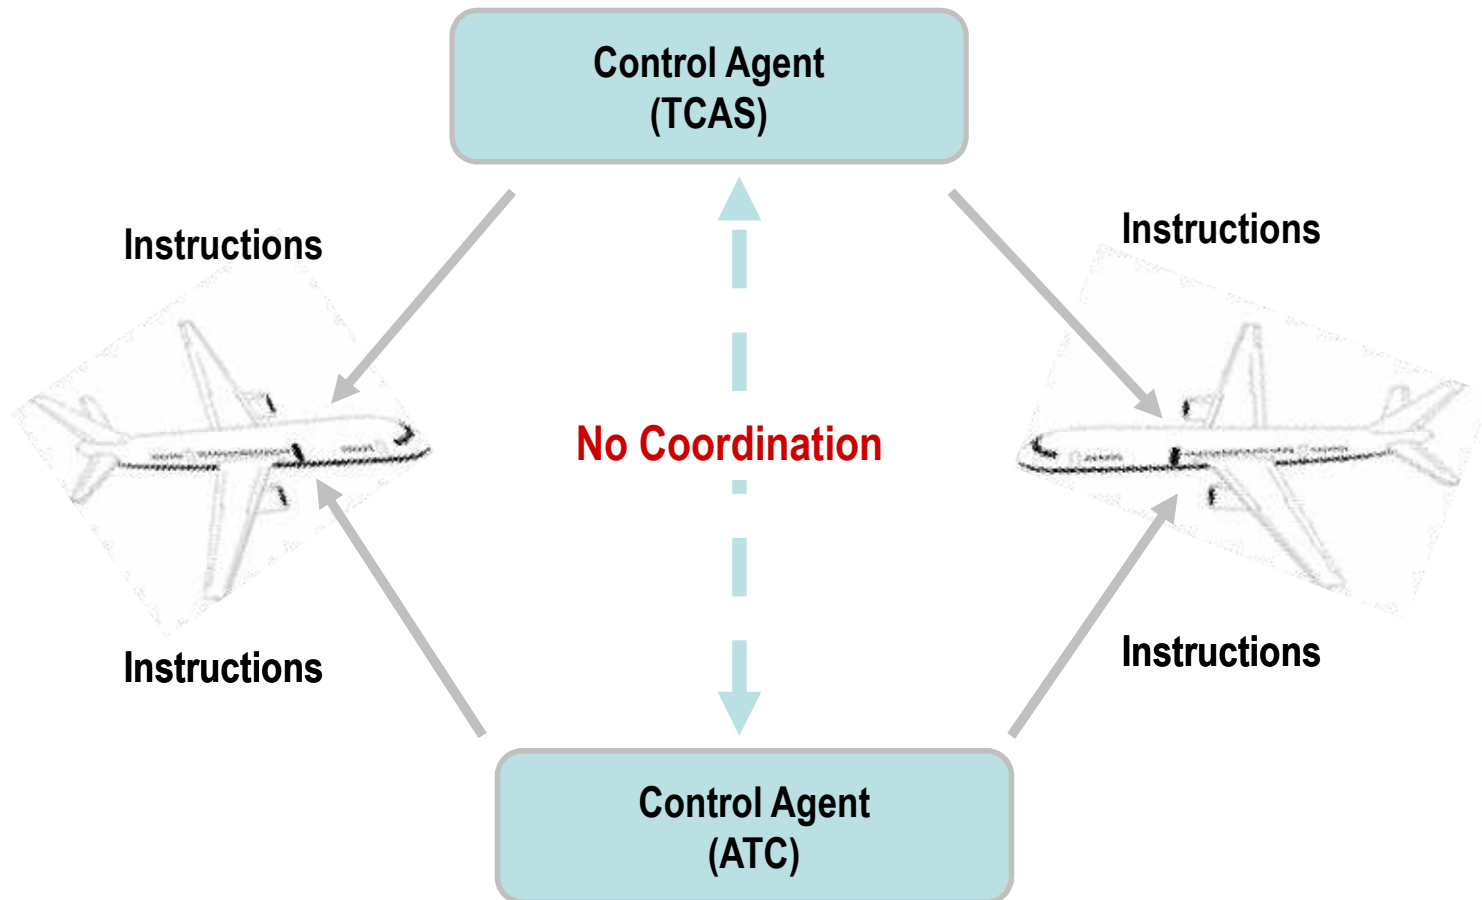 Control Agent
(TCAS)
Instructions
Instructions
No Coordination
Instructions
Instructions
Control Agent
(ATC)